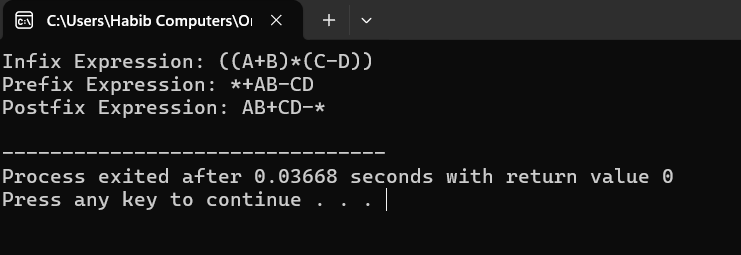 C:\Users\Habib Computers\O
Infix Expression: ((A+B)*(C-D))
Prefix Expression: *+AB-CD
Postfix Expression: AB+CD-*
--------------------------------
Process exited after 0.03668 seconds with return value 0
Press any key to continue . . .